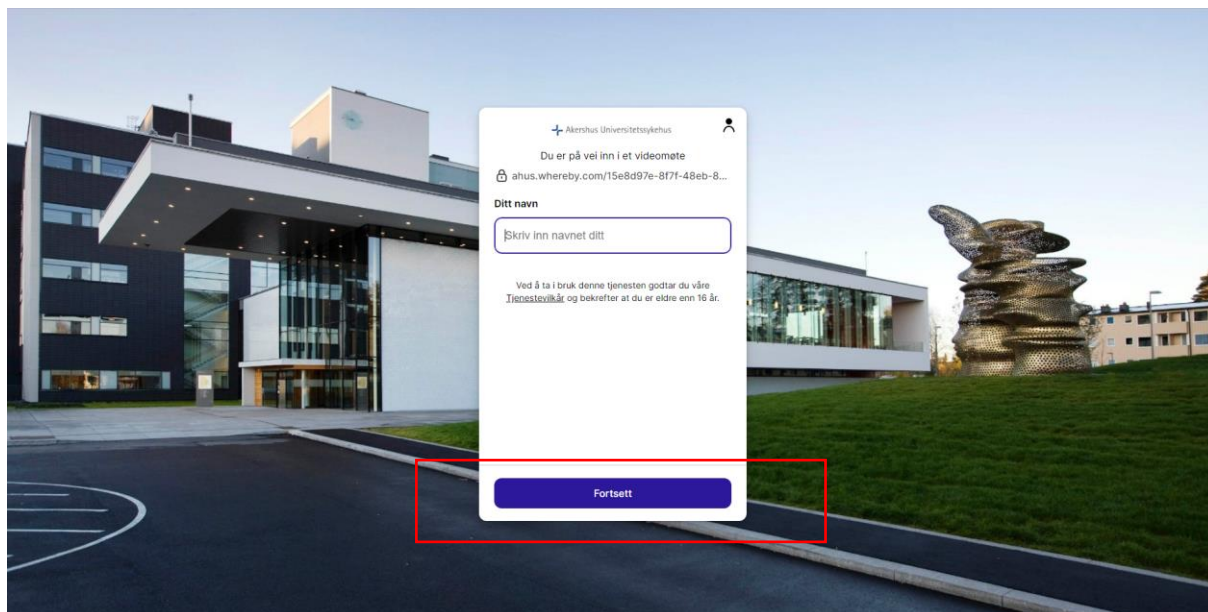 Akershus Universitetssykehus
Du er på vei inn i et videomøte
ahus.whereby.com/15e8d97e-8f7f-48eb-8...
Ditt navn
Skriv inn navnet ditt
Ved å ta i bruk denne tjenesten godtar du våre
Tjenestevilkår og bekrefter at du er eldre enn 16 år.
Fortsett